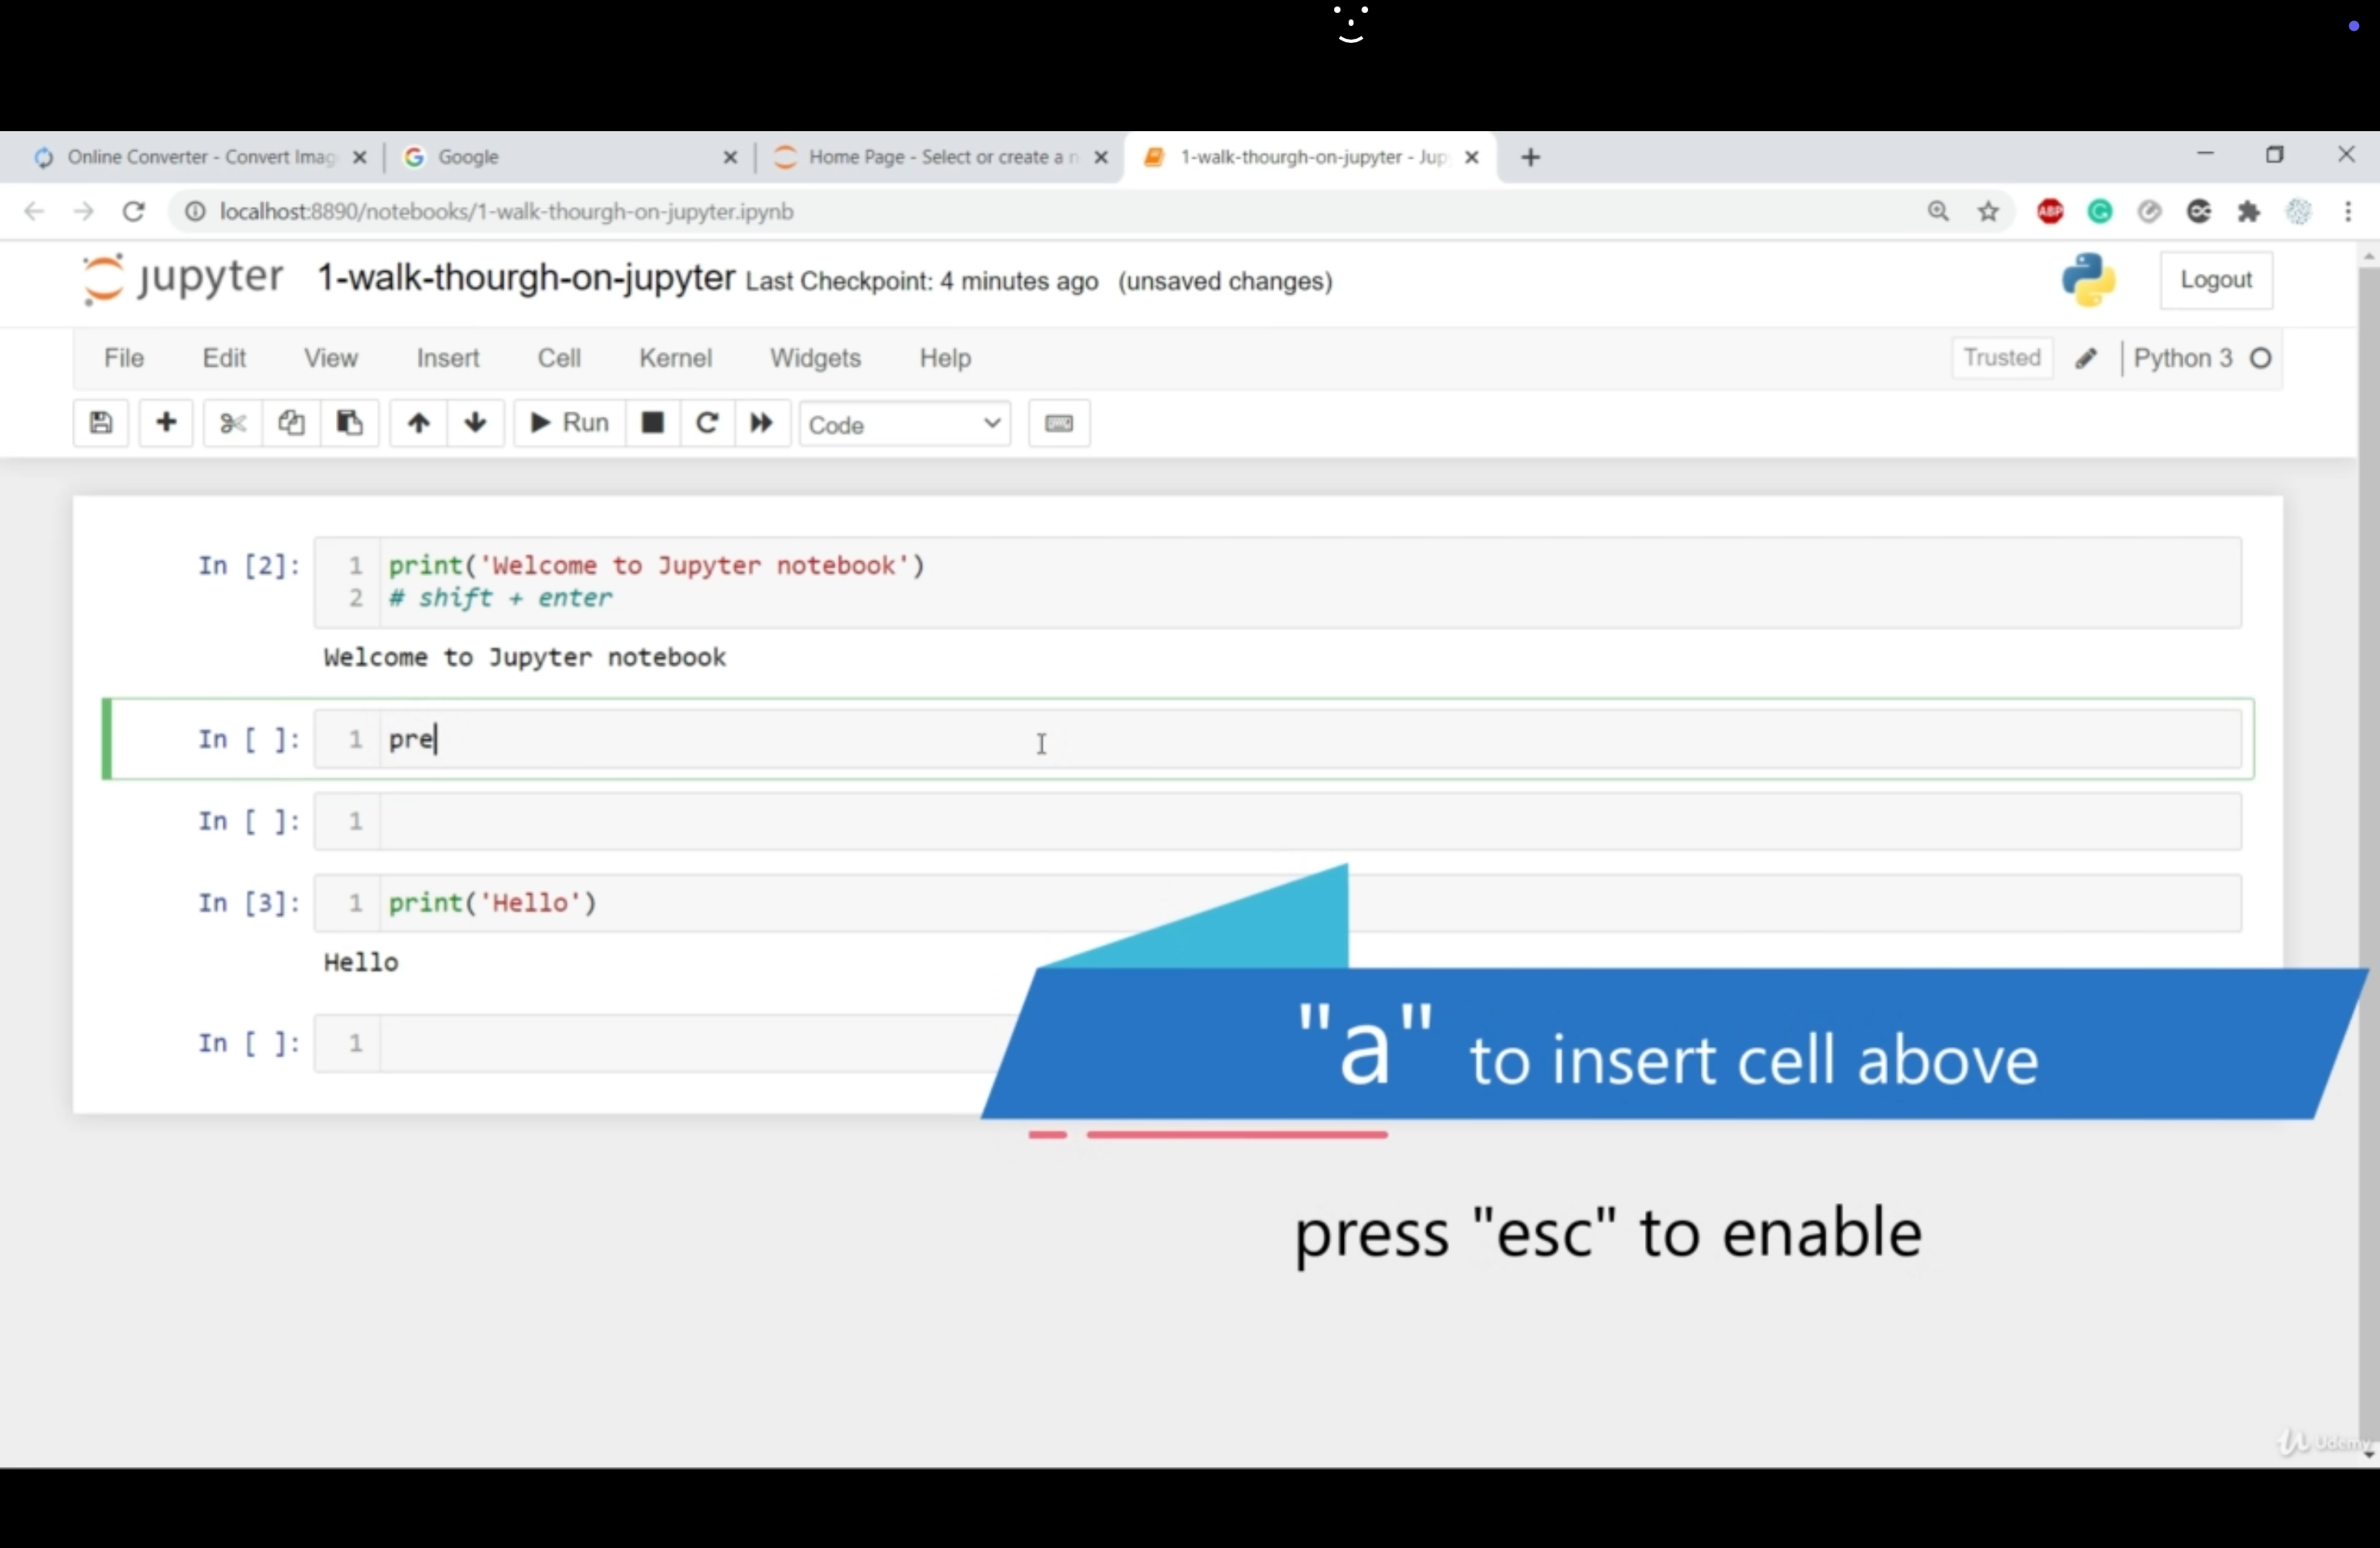 Online Converter - Convert Imag
Google
Home Page - Select or create a n
1-walk-thourgh-on-jupyter - Jup
localhost:8890/notebooks/1-walk-thourgh-on-jupyter.ipynb
ABP
jupyter 1-walk-thourgh-on-jupyter Last Checkpoint: 4 minutes ago (unsaved changes)
Logout
File Edit View Insert Cell Kernel Widgets Help
Trusted Python 3
Run Code
In [2]: 1 print('Welcome to Jupyter notebook')
2 # shift + enter
Welcome to Jupyter notebook
In [ ]: 1 pre
In [ ]: 1
In [3]: 1 print('Hello')
Hello
In [ ]: 1
"a" to insert cell above
press "esc" to enable
Udemy